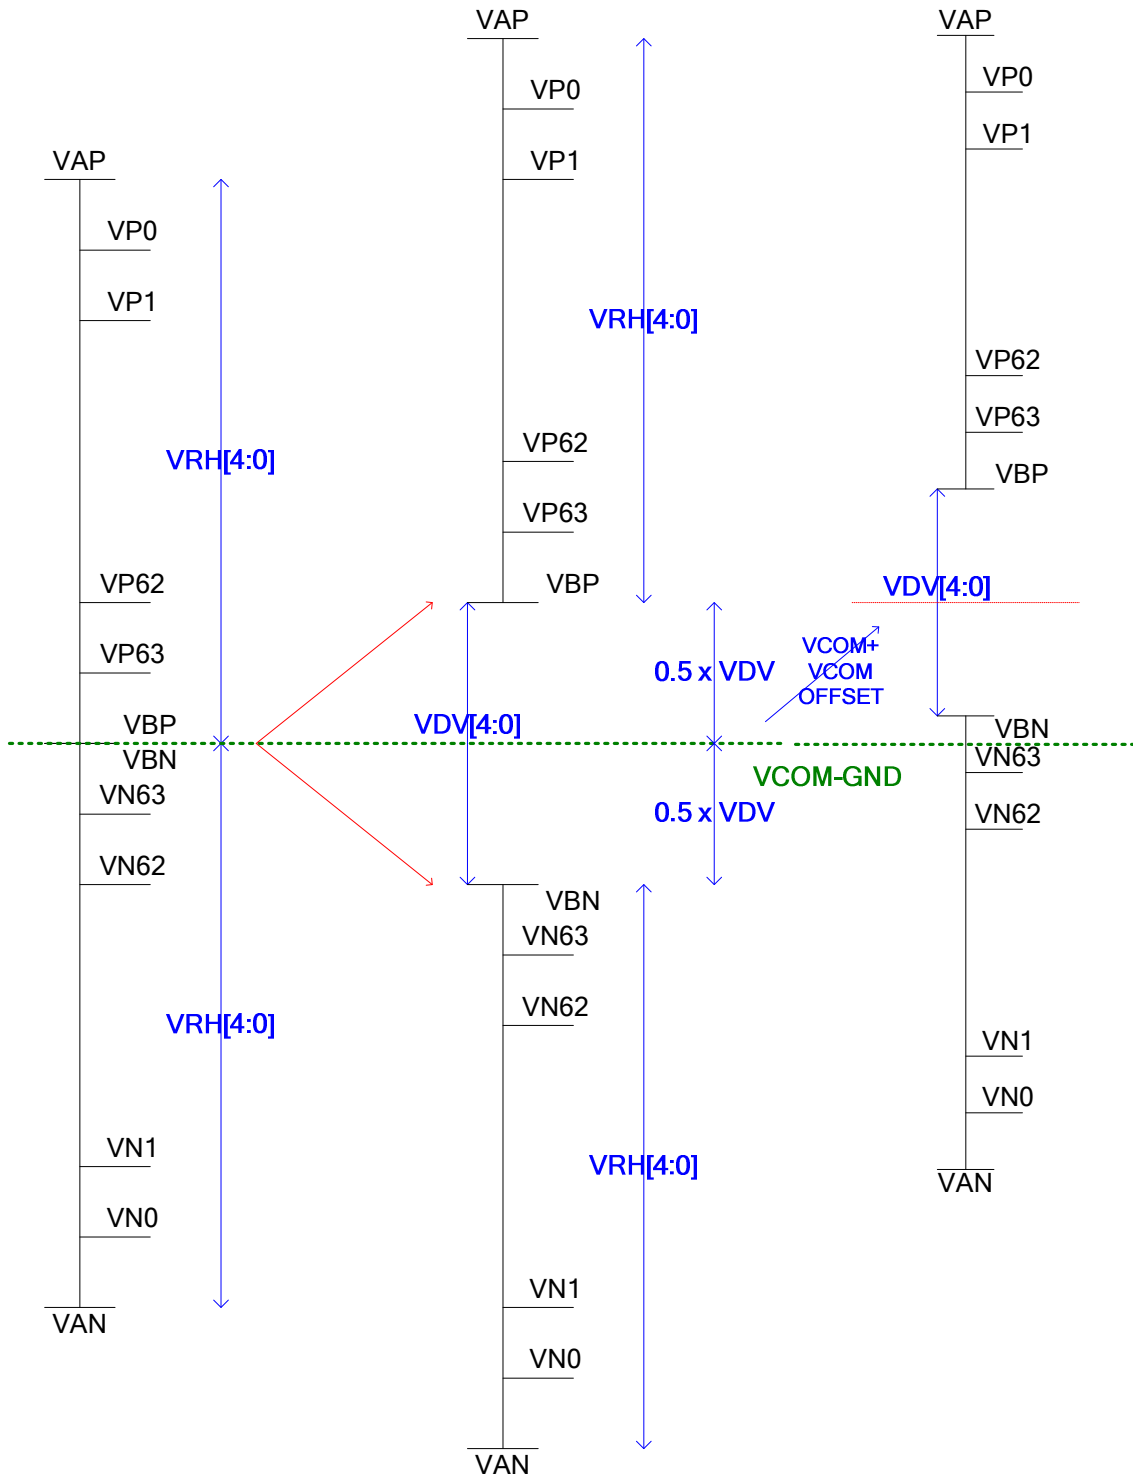 VAP
VP0
VP1
VRH[4:0]
VP62
VP63
VBP
VBN
VN63
VN62
VRH[4:0]
VN1
VN0
VAN
VAP
VP0
VP1
VRH[4:0]
VP62
VP63
VBP
VDV[4:0]
0.5 x VDV
0.5 x VDV
VBN
VN63
VN62
VRH[4:0]
VN1
VN0
VAN
VCOM+
VCOM
OFFSET
VCOM-GND
VAP
VP0
VP1
VP62
VP63
VBP
VDV[4:0]
VBN
VN63
VN62
VN1
VN0
VAN